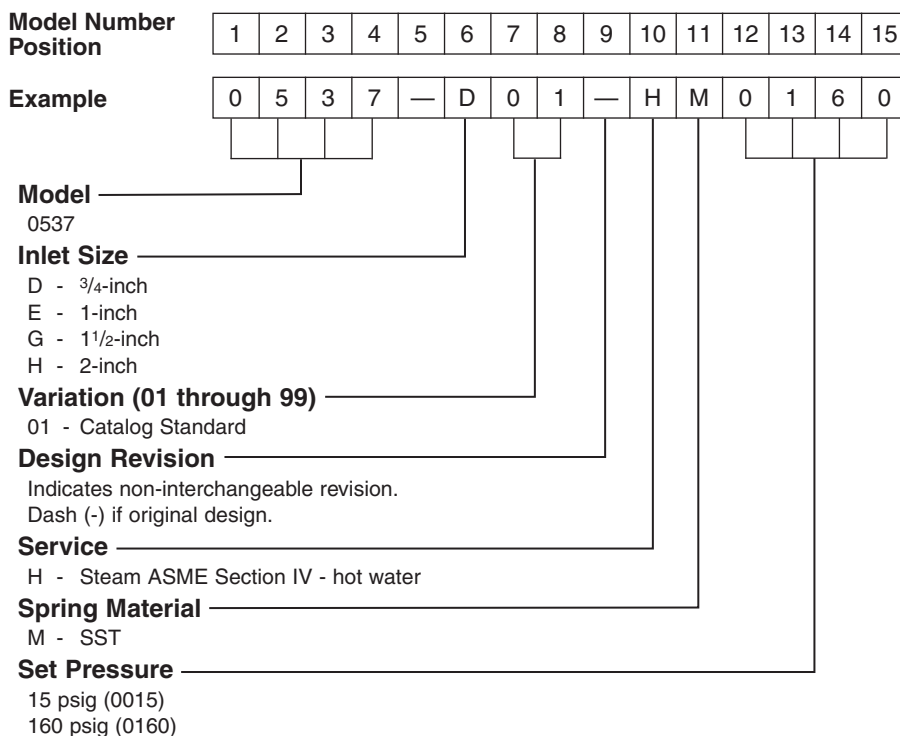 Model Number
Position
1 2 3 4 5 6 7 8 9 10 11 12 13 14 15
Example
0 5 3 7 — D 0 1 — H M 0 1 6 0
Model
0537
Inlet Size
D - 3/4-inch
E - 1-inch
G - 11/2-inch
H - 2-inch
Variation (01 through 99)
01 - Catalog Standard
Design Revision
Indicates non-interchangeable revision.
Dash (-) if original design.
Service
H - Steam ASME Section IV - hot water
Spring Material
M - SST
Set Pressure
15 psig (0015)
160 psig (0160)